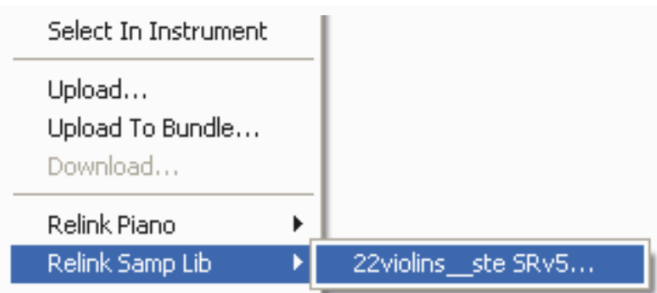 Select In Instrument
Upload...
Upload To Bundle...
Download...
Relink Piano
Relink Samp Lib
22violins__ste SRv5...